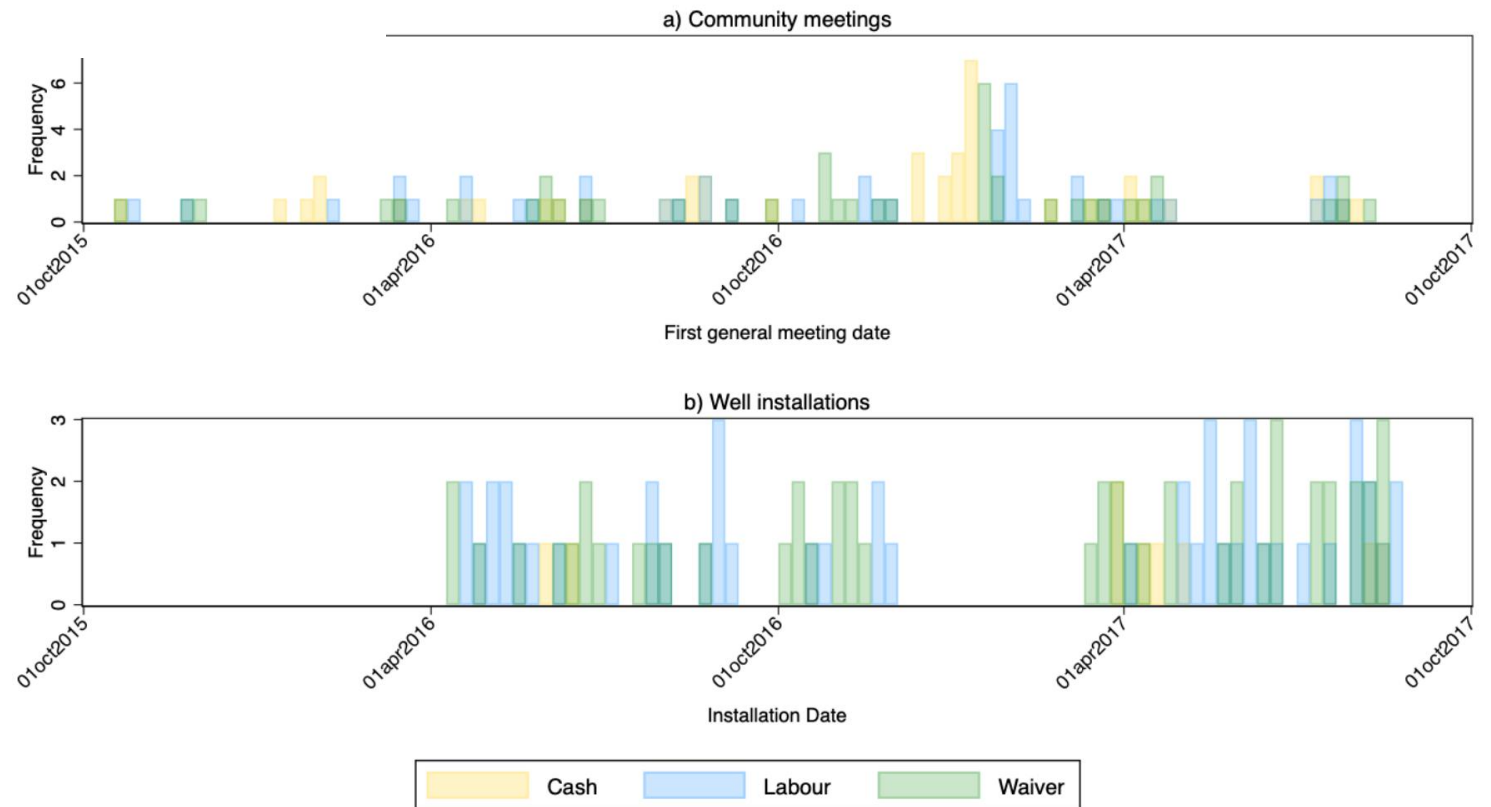 a) Community meetings
Frequency
6
4
2
0
01oct2015 01apr2016 01oct2016 01apr2017 01oct2017
First general meeting date
b) Well installations
Frequency
3
2
1
0
01oct2015 01apr2016 01oct2016 01apr2017 01oct2017
Installation Date
Cash Labour Waiver